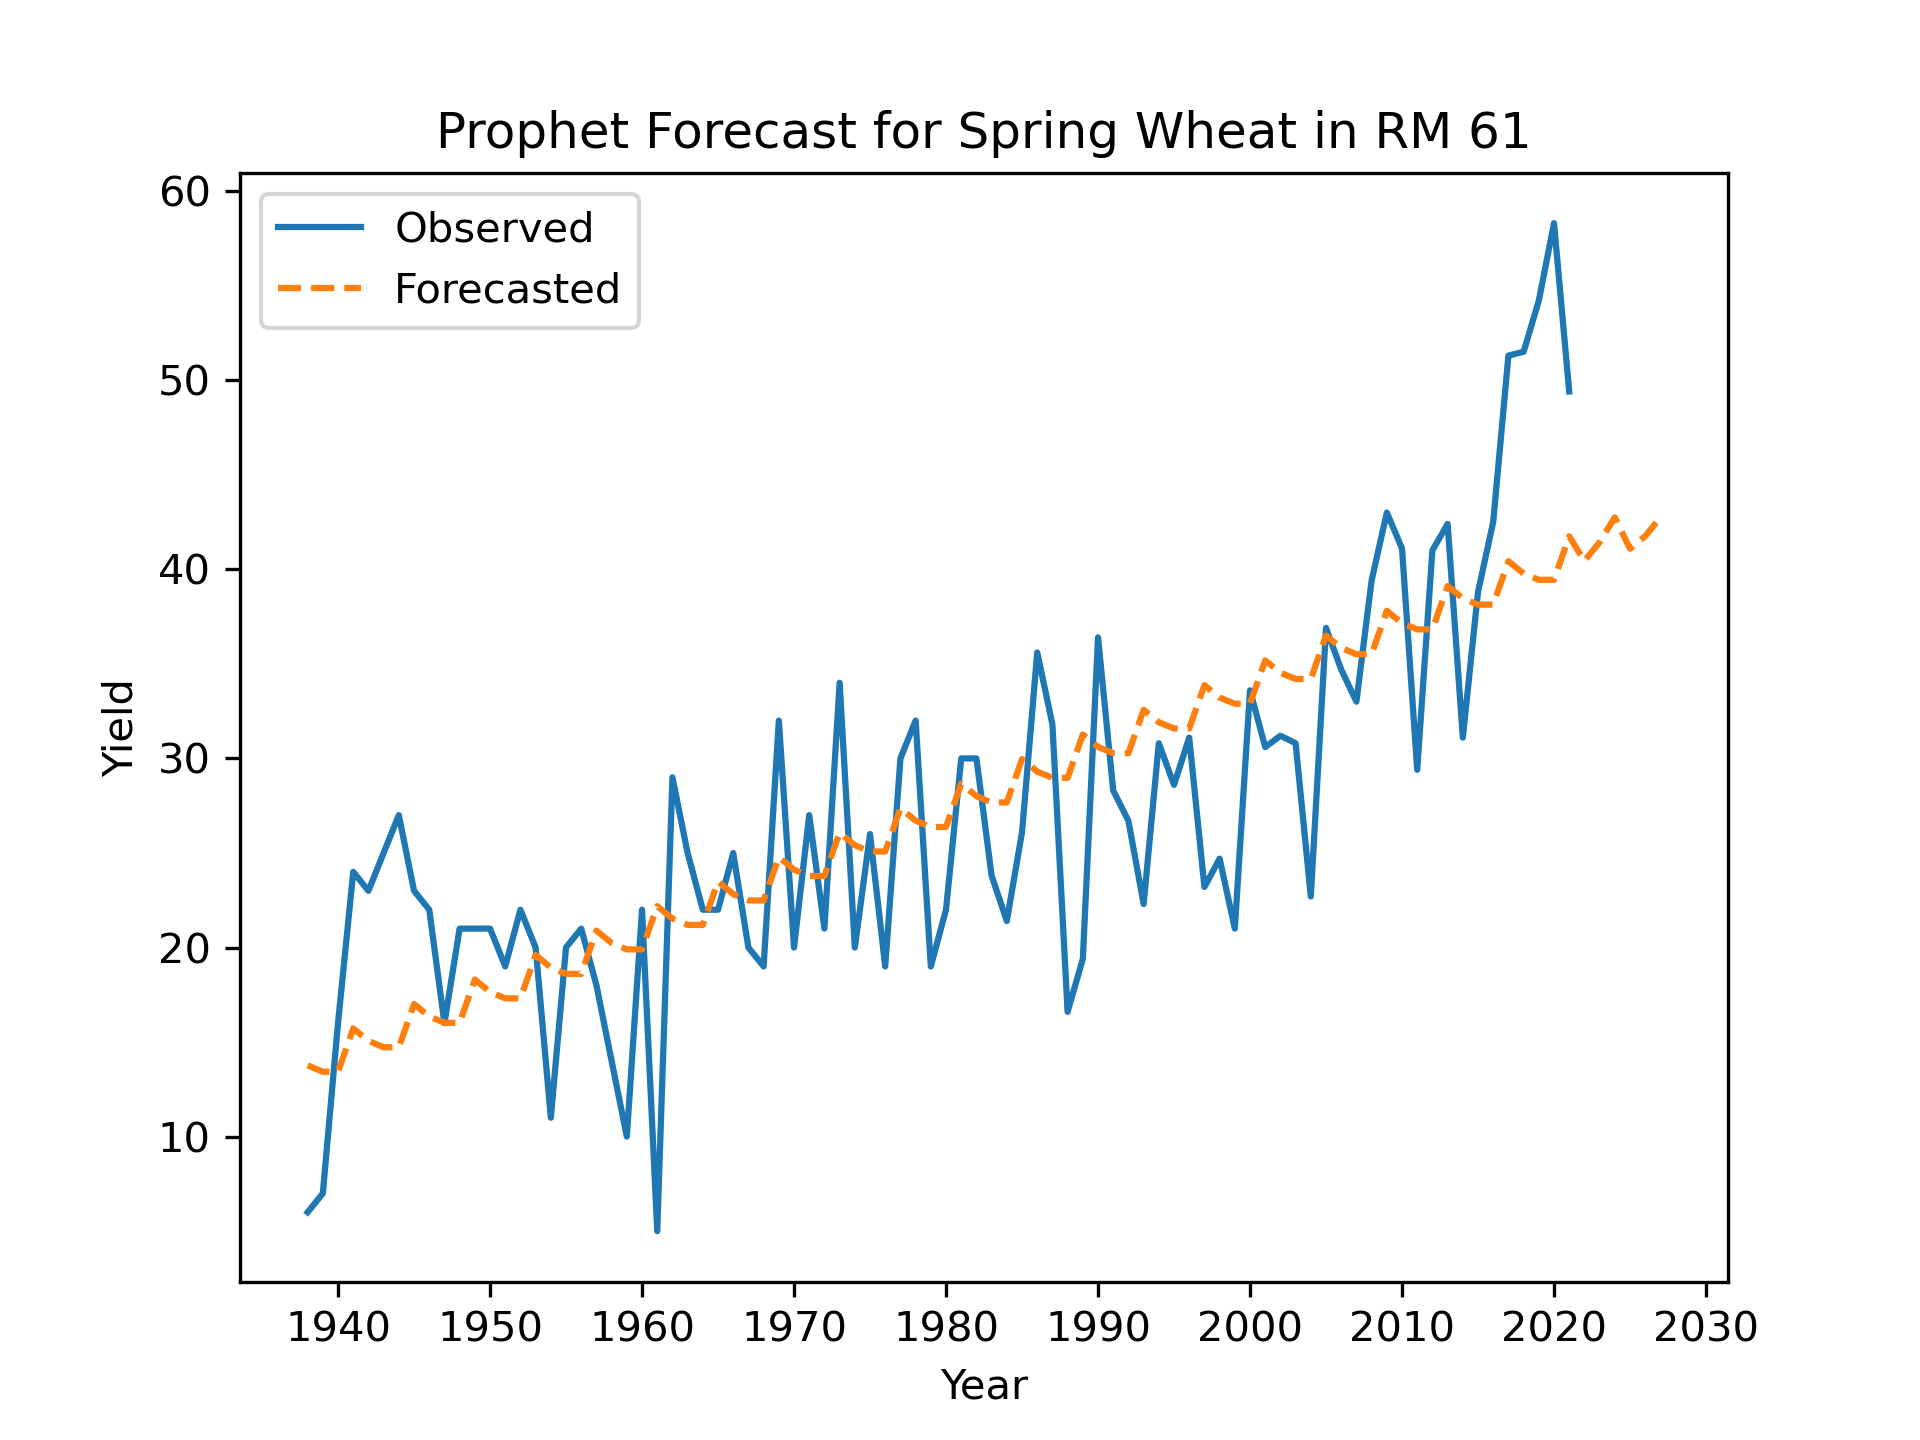 Prophet Forecast for Spring Wheat in RM 61
60
50
40
30
20
10
Yield
Observed
Forecasted
1940 1950 1960 1970 1980 1990 2000 2010 2020 2030
Year